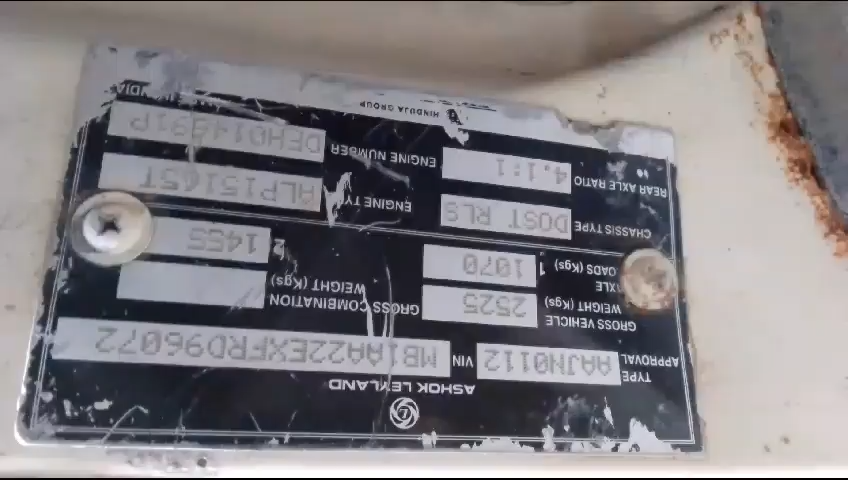 ASHOK LEYLAND
TYPE APPROVAL AAJN0112 VIN MB1AA22EXFRD96072
GROSS VEHICLE WEIGHT (Kgs) 2525 GROSS COMBINATION WEIGHT (Kgs)
AXLE LOADS (Kgs) 1 1070 2 1455
CHASSIS TYPE DOST RLS ENGINE TYPE ALP15165T
REAR AXLE RATIO 4.1:1 ENGINE NUMBER
HINDUJA GROUP